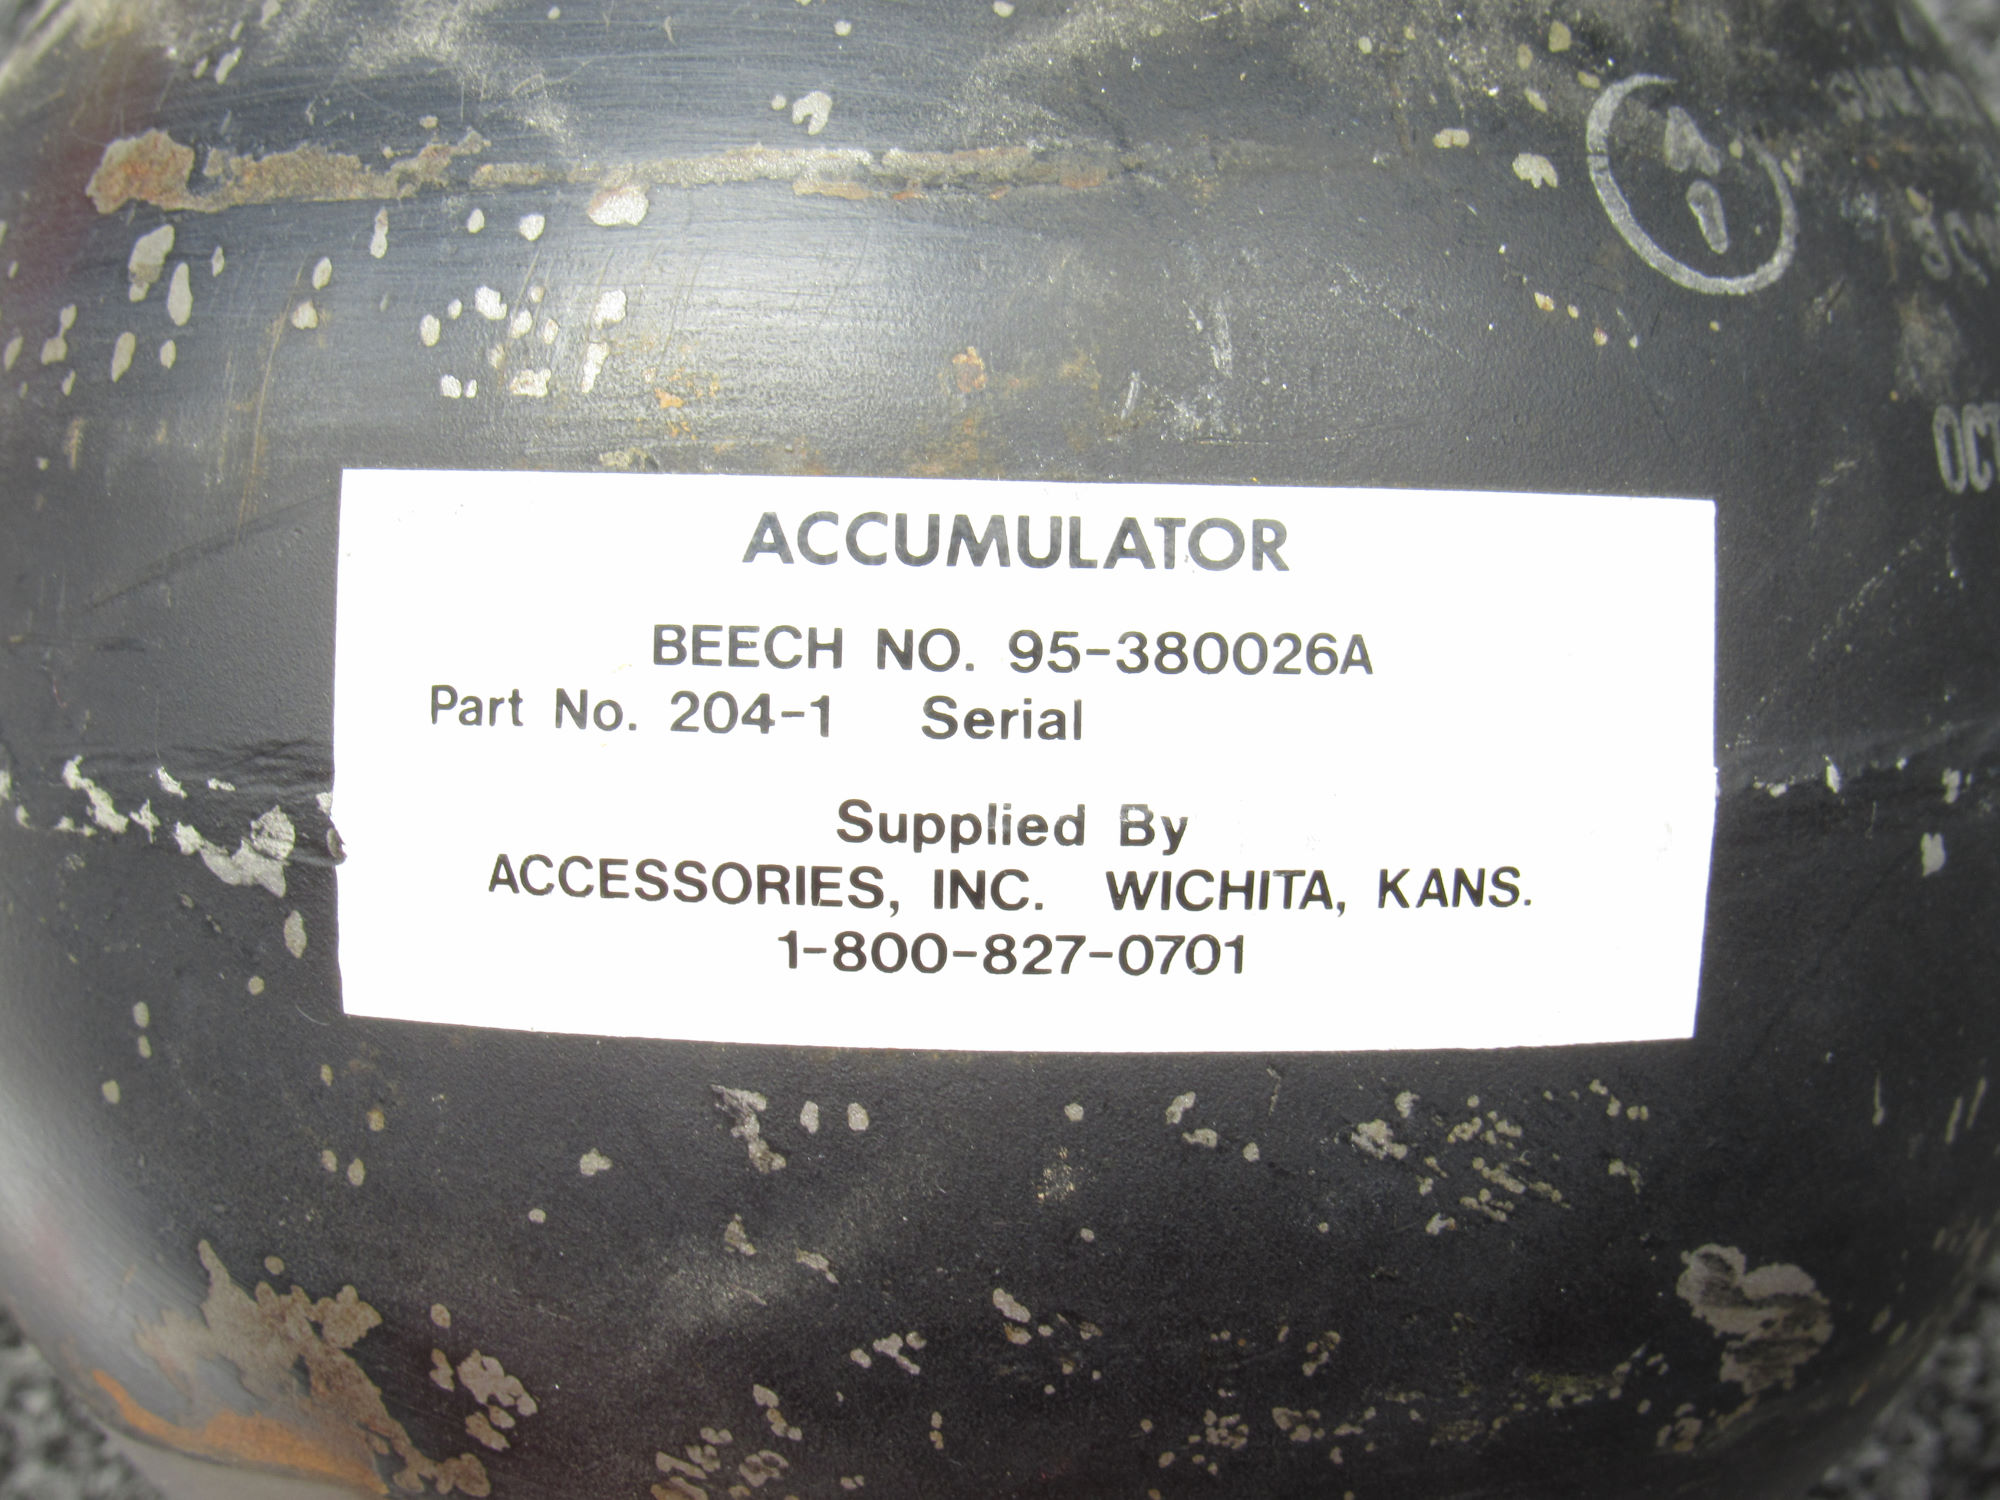 ACCUMULATOR
BEECH NO. 95-380026A
Part No. 204-1 Serial
Supplied By
ACCESSORIES, INC. WICHITA, KANS.
1-800-827-0701
OCT